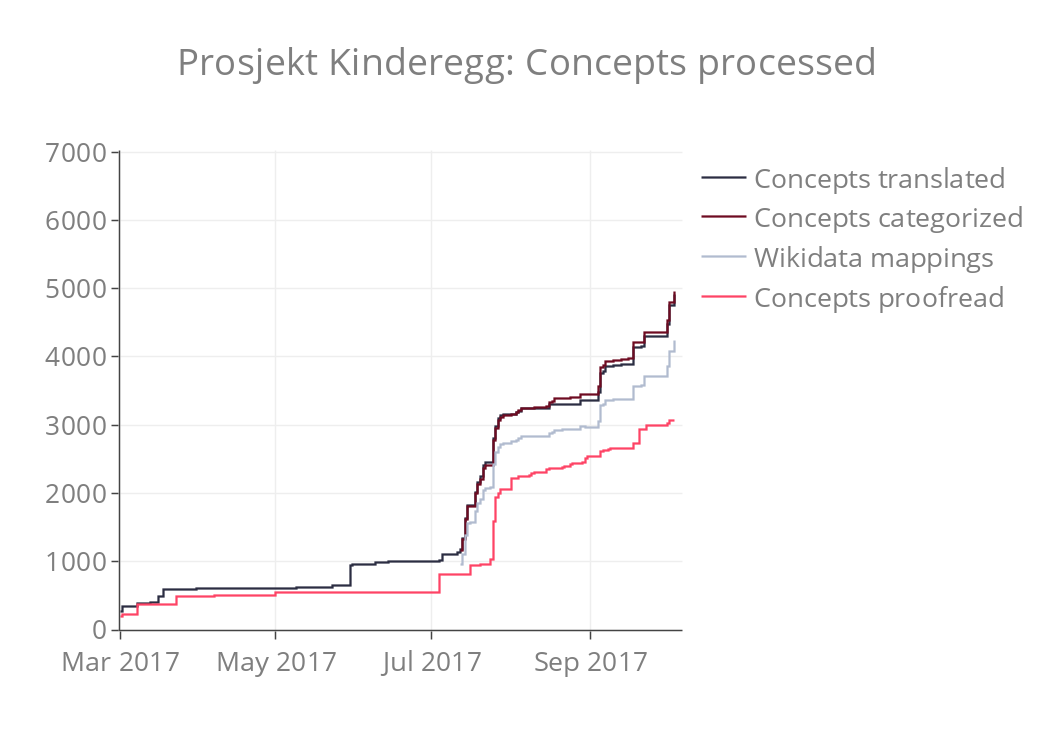 Prosjekt Kinderegg: Concepts processed
7000
6000
5000
4000
3000
2000
1000
0
Mar 2017
May 2017
Jul 2017
Sep 2017
Concepts translated
Concepts categorized
Wikidata mappings
Concepts proofread